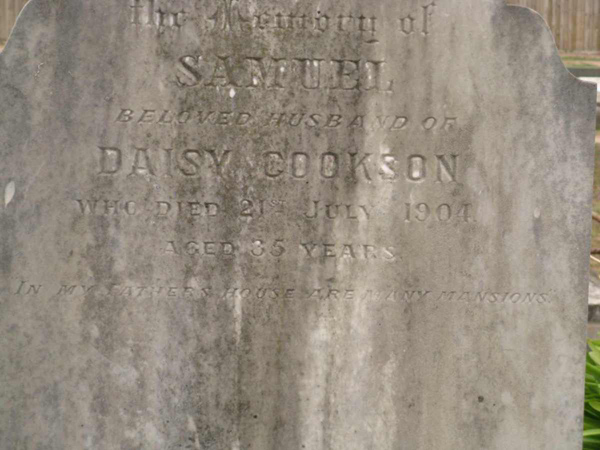 the Memory of
SAMUEL
BELOVED HUSBAND OF
DAISY COOKSON
WHO DIED 21ST JULY 1904
AGED 35 YEARS
IN MY FATHERS HOUSE ARE MANY MANSIONS.